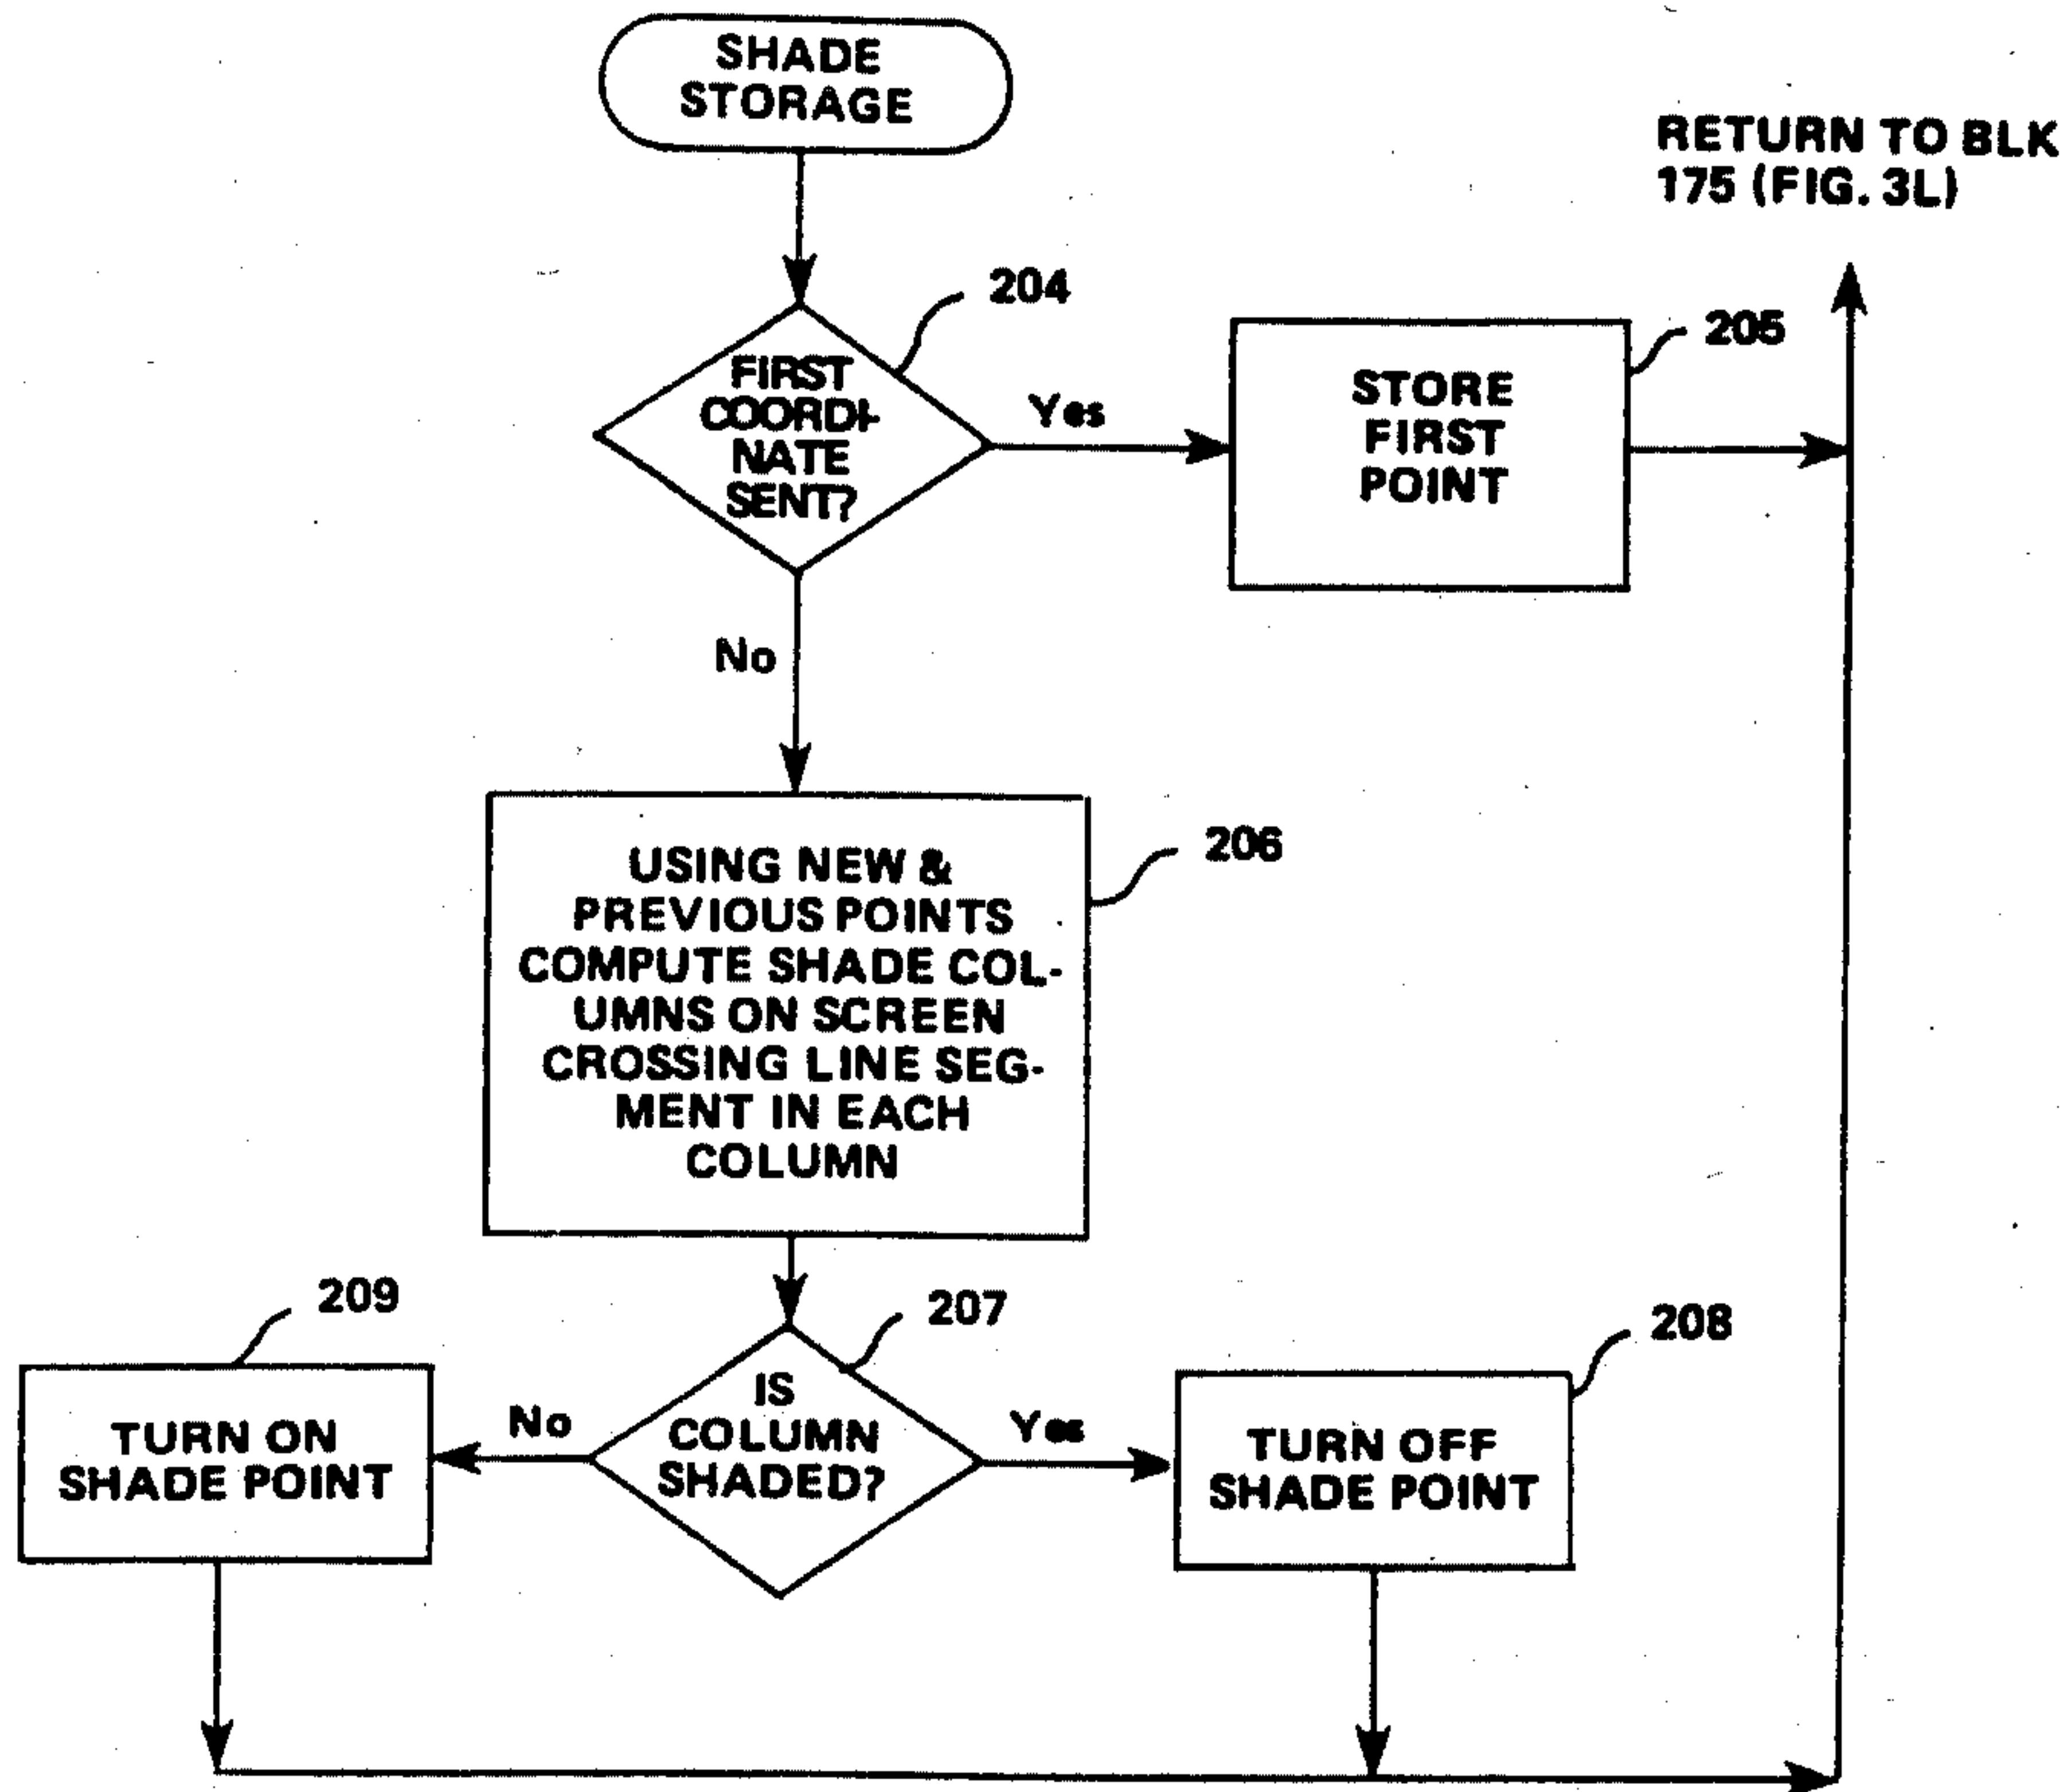 SHADE
STORAGE
RETURN TO BLK
175 (FIG. 3L)
204
FIRST
COORDI-
NATE
SENT?
Yes
205
STORE
FIRST
POINT
No
206
USING NEW &
PREVIOUS POINTS
COMPUTE SHADE COL-
UMNS ON SCREEN
CROSSING LINE SEG-
MENT IN EACH
COLUMN
209
207
208
IS
COLUMN
SHADED?
No
Yes
TURN ON
SHADE POINT
TURN OFF
SHADE POINT